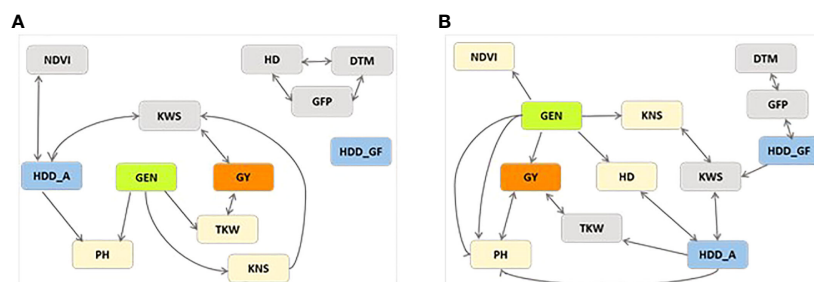 A
NDVI
HD
DTM
GFP
KWS
HDD_GF
HDD_A
GEN
GY
TKW
PH
KNS
B
NDVI
DTM
GFP
GEN
KNS
HDD_GF
GY
HD
KWS
TKW
PH
HDD_A